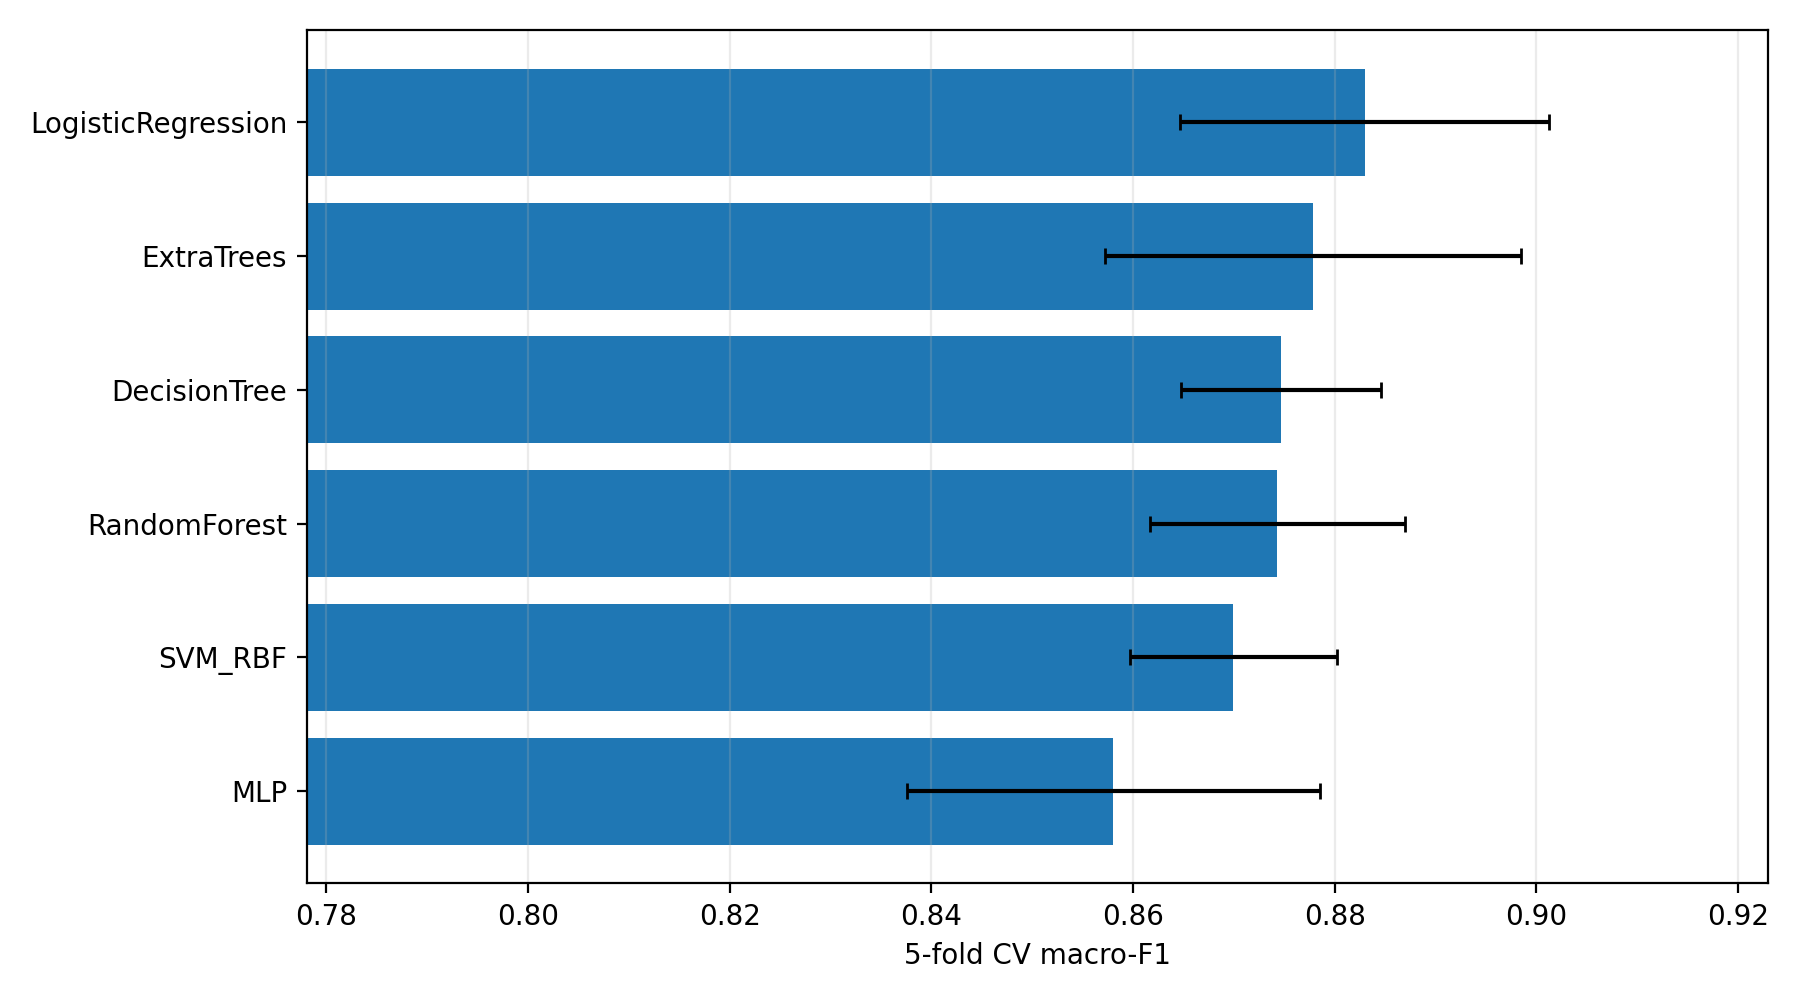 LogisticRegression
ExtraTrees
DecisionTree
RandomForest
SVM_RBF
MLP
0.78 0.80 0.82 0.84 0.86 0.88 0.90 0.92
5-fold CV macro-F1